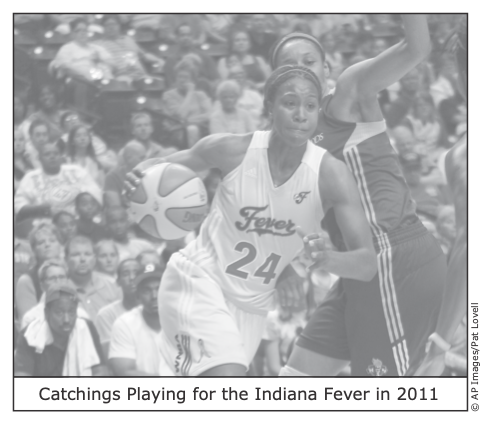 Fever
24
Catchings Playing for the Indiana Fever in 2011
© AP Images/Pat Lovell